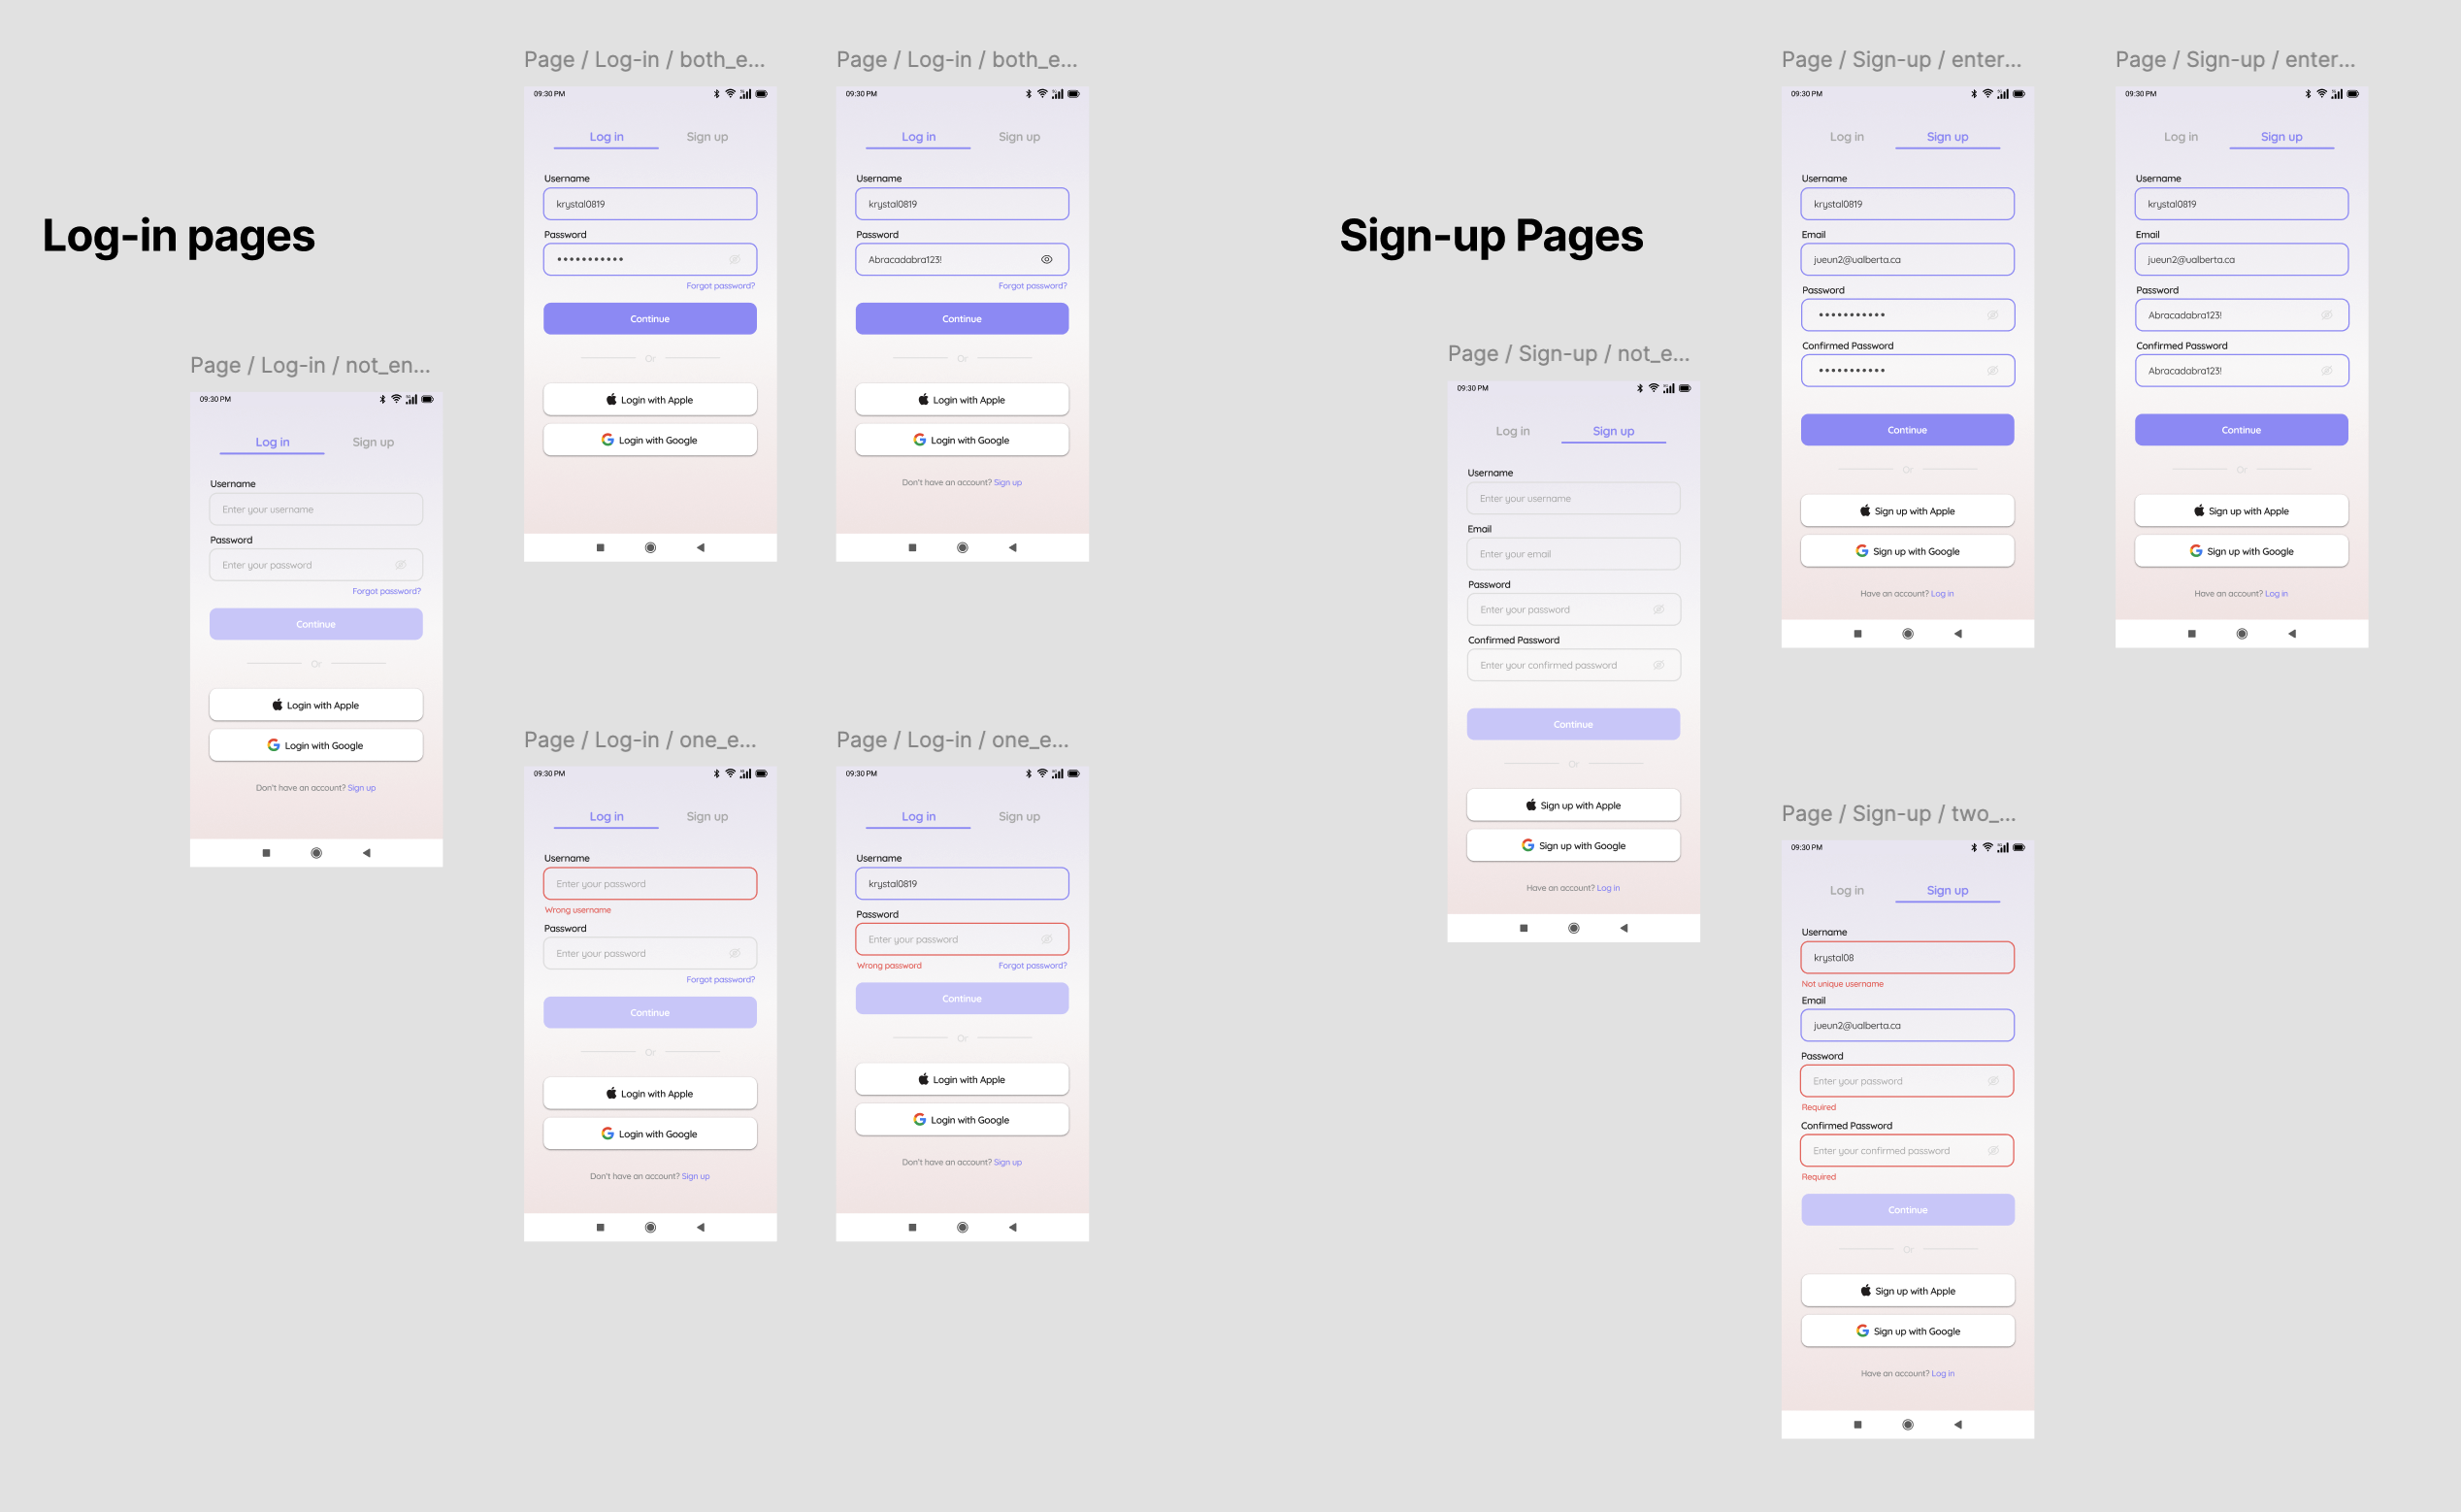 Log-in pages
Page / Log-in / not_en...
09:30 PM
Log in Sign up
Username
Enter your username
Password
Enter your password
Forgot password?
Continue
Or
Login with Apple
Login with Google
Don't have an account? Sign up
Page / Log-in / both_e...
09:30 PM
Log in Sign up
Username
krystal0819
Password
•••••••••••
Forgot password?
Continue
Or
Login with Apple
Login with Google
Page / Log-in / both_e...
09:30 PM
Log in Sign up
Username
krystal0819
Password
Abracadabra123!
Forgot password?
Continue
Or
Login with Apple
Login with Google
Don't have an account? Sign up
Page / Log-in / one_e...
09:30 PM
Log in Sign up
Username
Enter your password
Wrong username
Password
Enter your password
Forgot password?
Continue
Or
Login with Apple
Login with Google
Don't have an account? Sign up
Page / Log-in / one_e...
09:30 PM
Log in Sign up
Username
krystal0819
Password
Enter your password
Wrong password Forgot password?
Continue
Or
Login with Apple
Login with Google
Don't have an account? Sign up
Sign-up Pages
Page / Sign-up / not_e...
09:30 PM
Log in Sign up
Username
Enter your username
Email
Enter your email
Password
Enter your password
Confirmed Password
Enter your confirmed password
Continue
Or
Sign up with Apple
Sign up with Google
Have an account? Log in
Page / Sign-up / enter...
09:30 PM
Log in Sign up
Username
krystal0819
Email
jueun2@ualberta.ca
Password
•••••••••••
Confirmed Password
•••••••••••
Continue
Or
Sign up with Apple
Sign up with Google
Have an account? Log in
Page / Sign-up / enter...
09:30 PM
Log in Sign up
Username
krystal0819
Email
jueun2@ualberta.ca
Password
Abracadabra123!
Confirmed Password
Abracadabra123!
Continue
Or
Sign up with Apple
Sign up with Google
Have an account? Log in
Page / Sign-up / two_...
09:30 PM
Log in Sign up
Username
krystal08
Not unique username
Email
jueun2@ualberta.ca
Password
Enter your password
Required
Confirmed Password
Enter your confirmed password
Required
Continue
Or
Sign up with Apple
Sign up with Google
Have an account? Log in